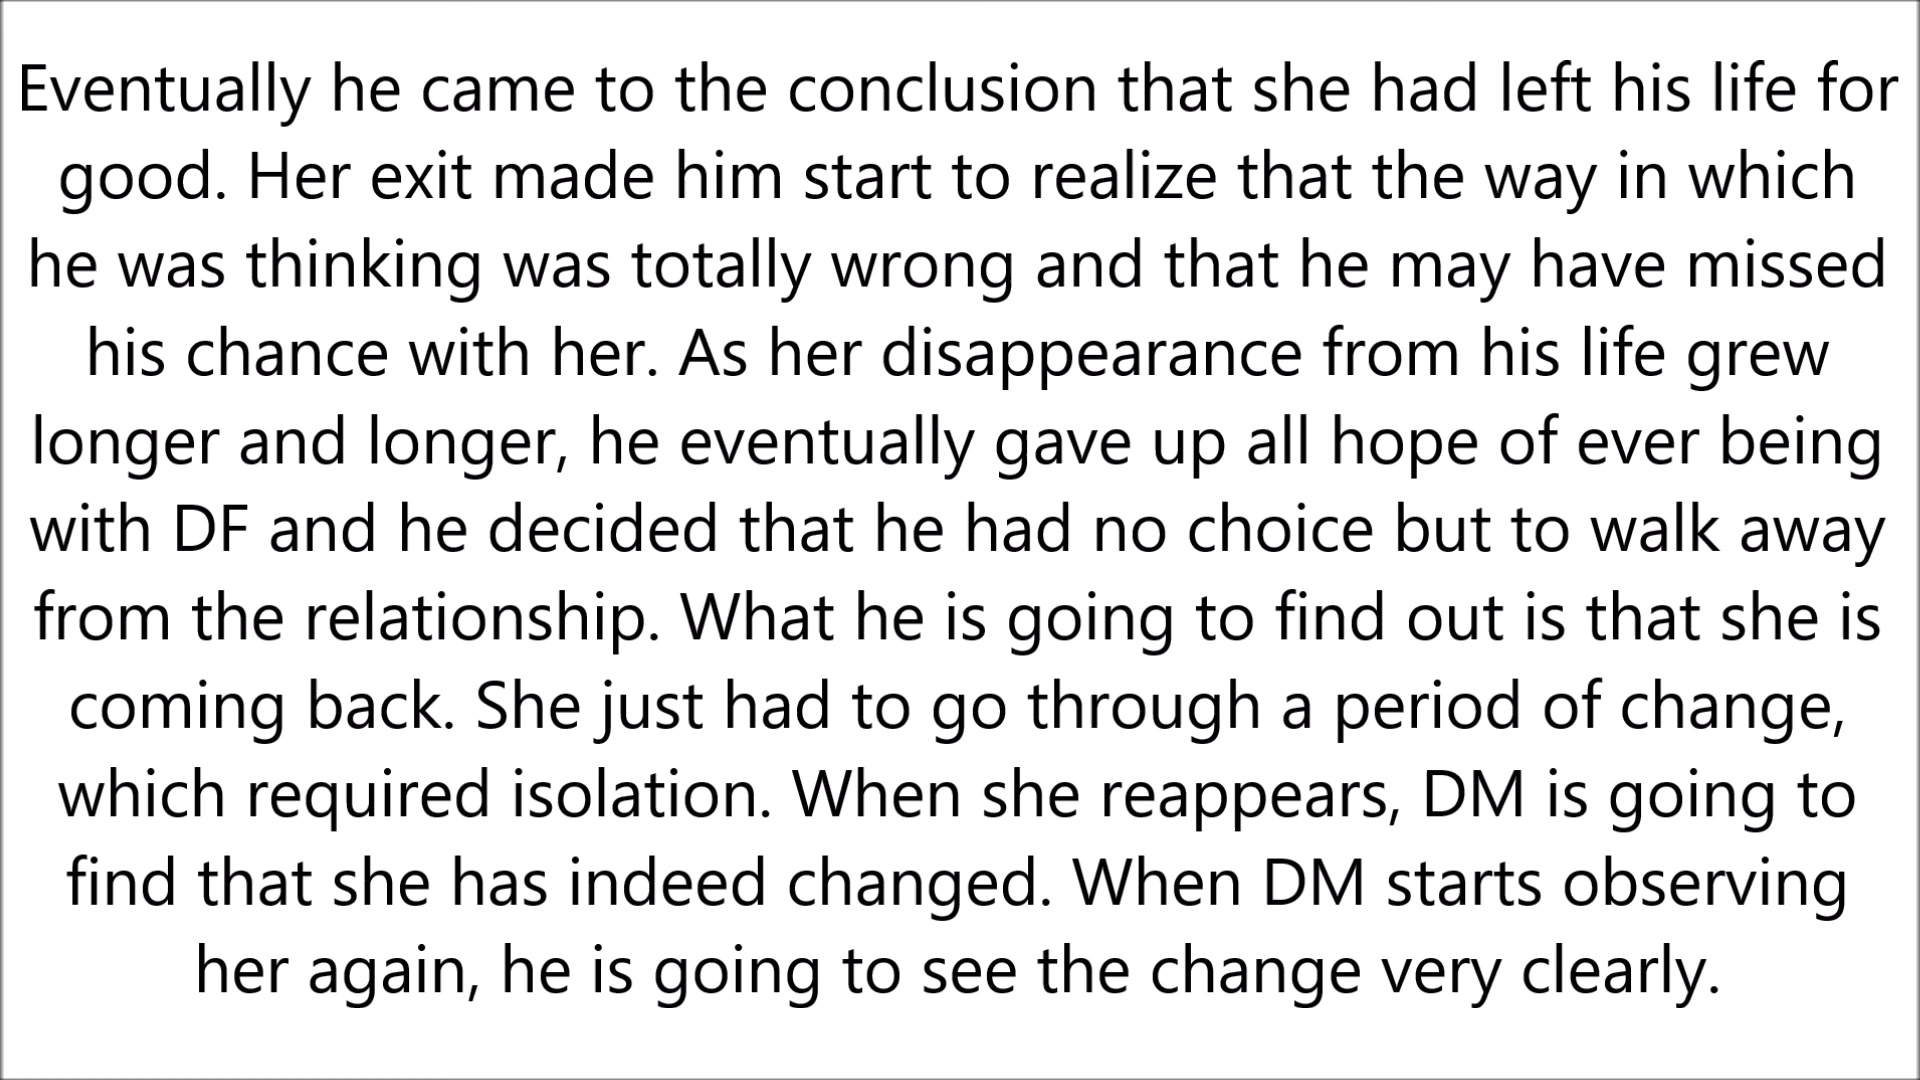 Eventually he came to the conclusion that she had left his life for
good. Her exit made him start to realize that the way in which
he was thinking was totally wrong and that he may have missed
his chance with her. As her disappearance from his life grew
longer and longer, he eventually gave up all hope of ever being
with DF and he decided that he had no choice but to walk away
from the relationship. What he is going to find out is that she is
coming back. She just had to go through a period of change,
which required isolation. When she reappears, DM is going to
find that she has indeed changed. When DM starts observing
her again, he is going to see the change very clearly.